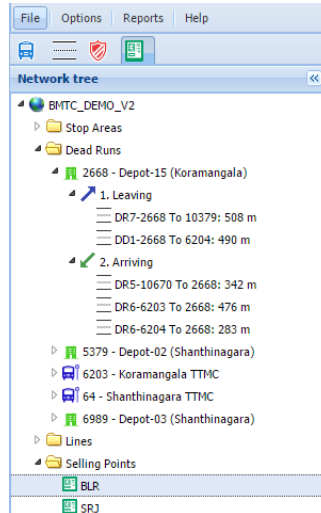 File Options Reports Help
Network tree
BMTC_DEMO_V2
Stop Areas
Dead Runs
2668 - Depot-15 (Koramangala)
1. Leaving
DR7-2668 To 10379: 508 m
DD1-2668 To 6204: 490 m
2. Arriving
DR5-10670 To 2668: 342 m
DR6-6203 To 2668: 476 m
DR6-6204 To 2668: 283 m
5379 - Depot-02 (Shanthinagara)
6203 - Koramangala TTMC
64 - Shanthinagara TTMC
6989 - Depot-03 (Shanthinagara)
Lines
Selling Points
BLR
SRJ